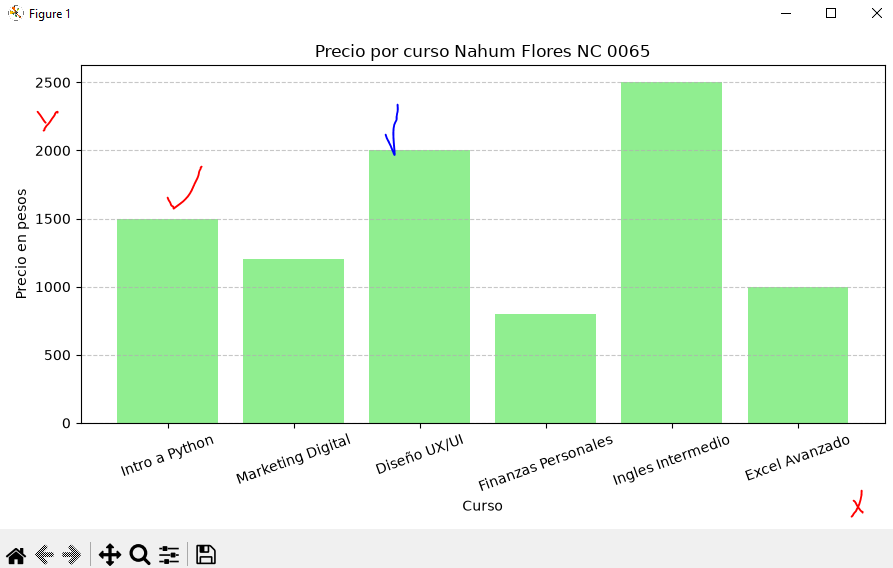 Figure 1
Precio por curso Nahum Flores NC 0065
2500
Y
2000
1500
1000
500
0
Precio en pesos
Intro a Python
Marketing Digital
Diseño UX/UI
Finanzas Personales
Ingles Intermedio
Excel Avanzado
Curso
X